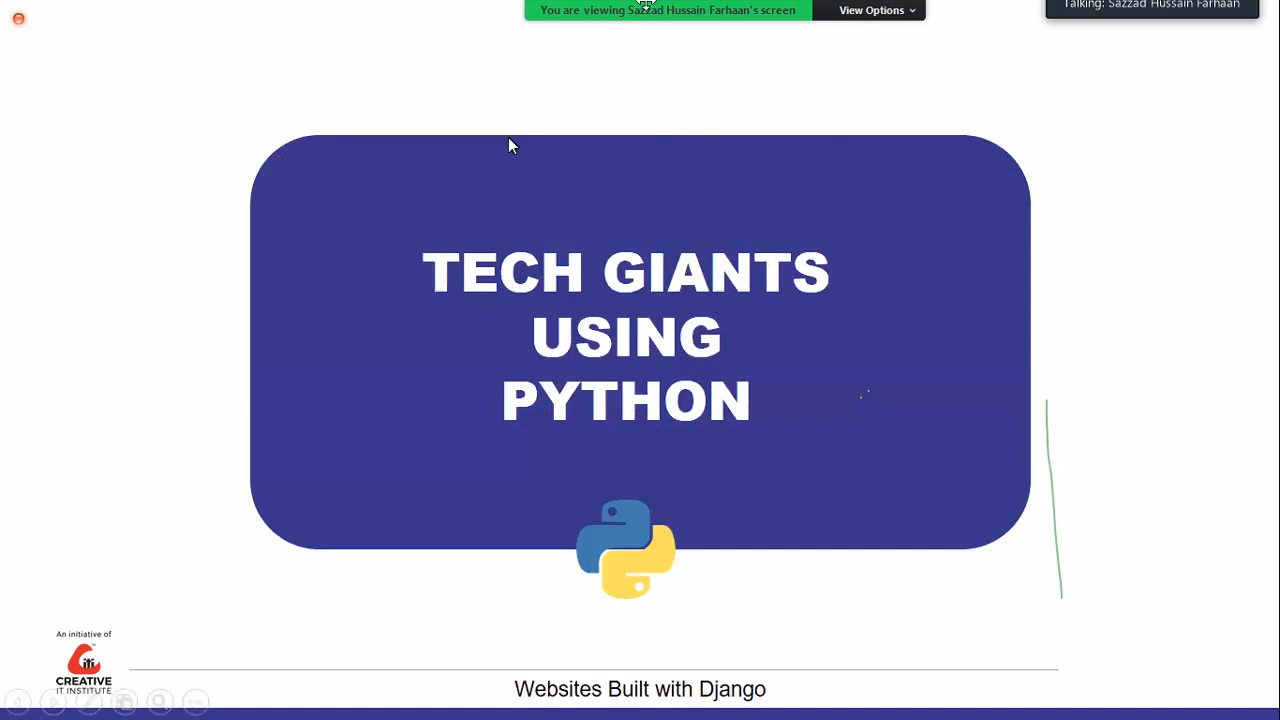 You are viewing Sazzad Hussain Farhaan's screen
View Options
Talking: Sazzad Hussain Farhaan
TECH GIANTS
USING
PYTHON
An initiative of
CREATIVE
IT INSTITUTE
Websites Built with Django